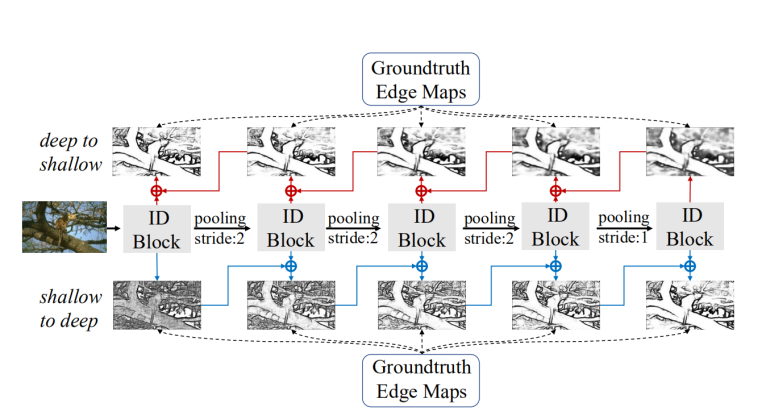 Groundtruth
Edge Maps
deep to
shallow
ID
Block
pooling
stride:2
ID
Block
pooling
stride:2
ID
Block
pooling
stride:2
ID
Block
pooling
stride:1
ID
Block
shallow
to deep
Groundtruth
Edge Maps